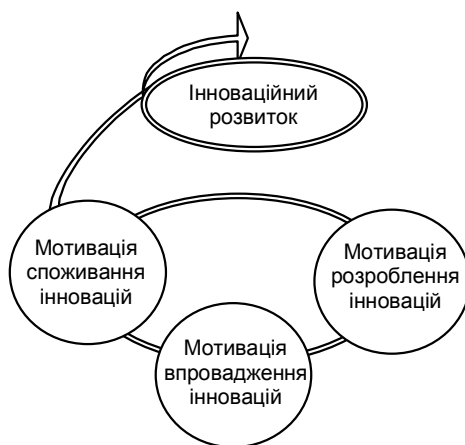 Інноваційний
розвиток
Мотивація
споживання
інновацій
Мотивація
розроблення
інновацій
Мотивація
впровадження
інновацій